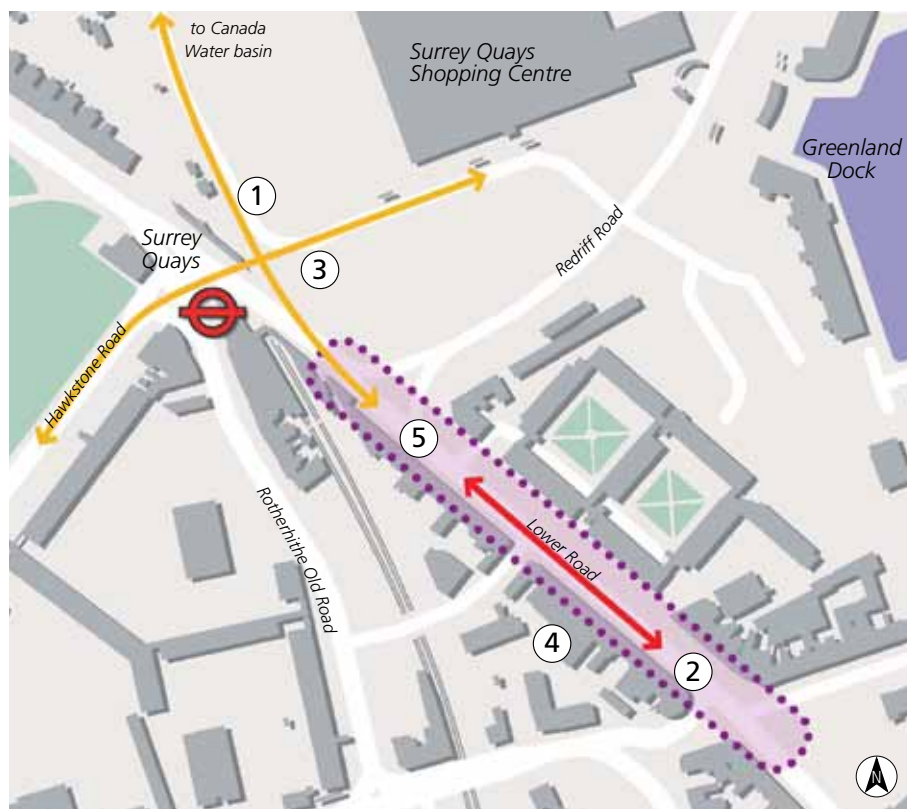 to Canada
Water basin
Surrey Quays
Shopping Centre
Greenland
Dock
1
Surrey
Quays
3
Redriff Road
Hawkstone Road
5
Rotherhithe Old Road
Lower Road
4
2
N